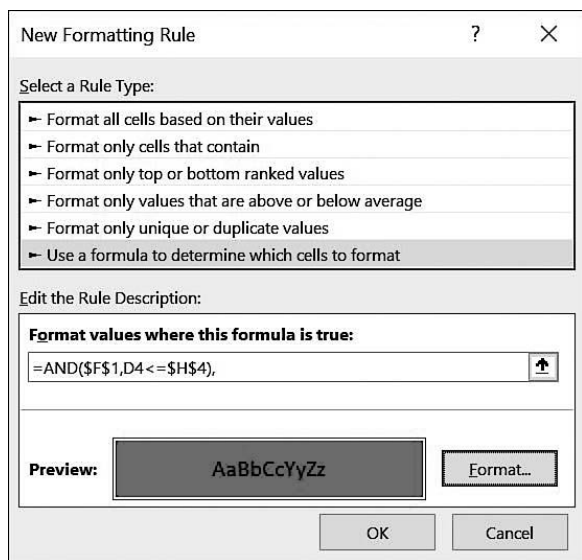 New Formatting Rule ? ×
Select a Rule Type:
► Format all cells based on their values
► Format only cells that contain
► Format only top or bottom ranked values
► Format only values that are above or below average
► Format only unique or duplicate values
► Use a formula to determine which cells to format
Edit the Rule Description:
Format values where this formula is true:
=AND($F$1,D4<=$H$4),
Preview: AaBbCcYyZz Format...
OK Cancel